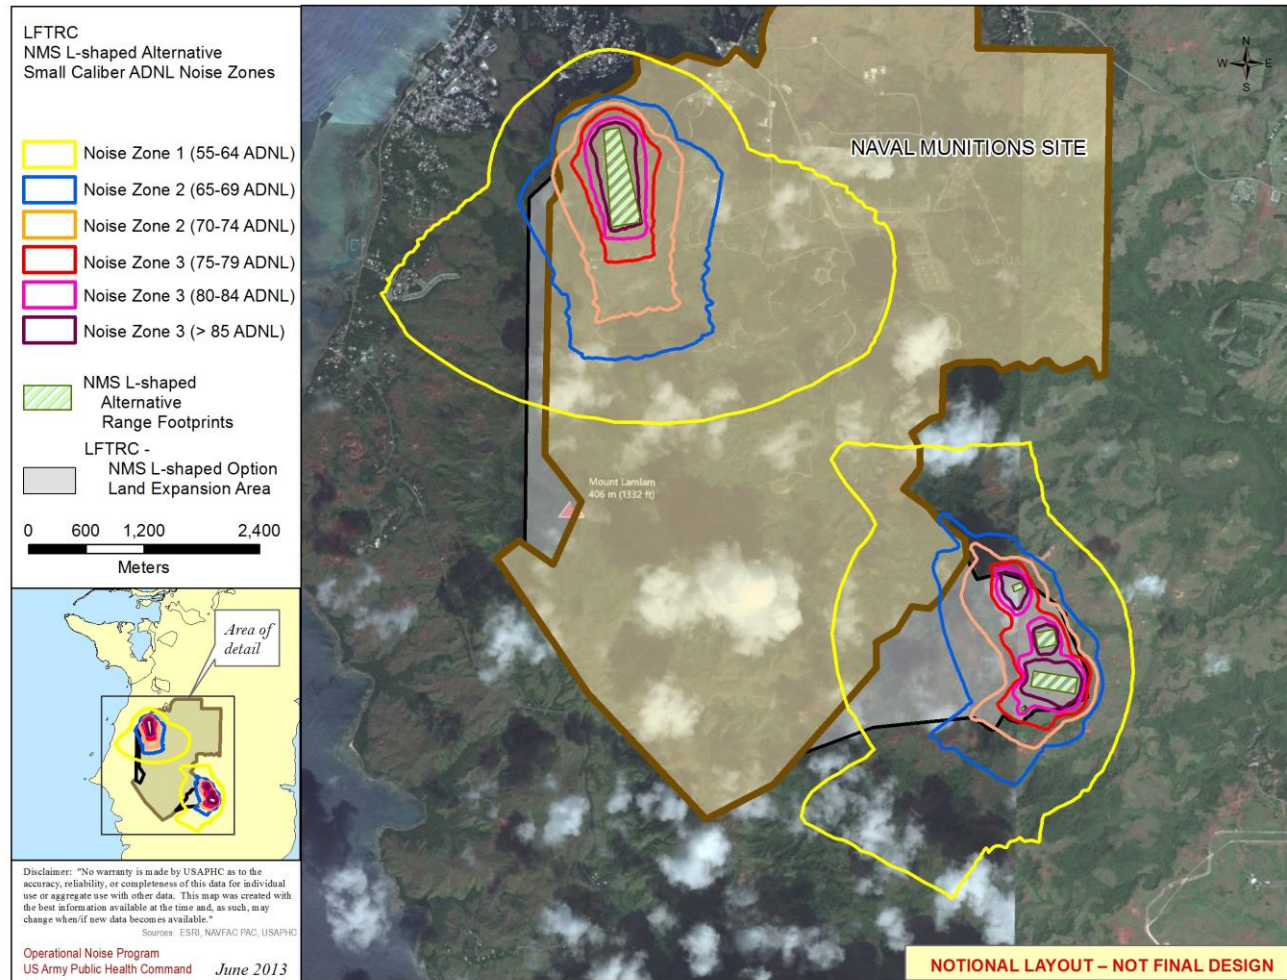 LFTRC
NMS L-shaped Alternative
Small Caliber ADNL Noise Zones
Noise Zone 1 (55-64 ADNL)
Noise Zone 2 (65-69 ADNL)
Noise Zone 2 (70-74 ADNL)
Noise Zone 3 (75-79 ADNL)
Noise Zone 3 (80-84 ADNL)
Noise Zone 3 (> 85 ADNL)
NMS L-shaped
Alternative
Range Footprints
LFTRC -
NMS L-shaped Option
Land Expansion Area
0 600 1,200 2,400
Meters
Area of
detail
Disclaimer: "No warranty is made by USAPHC as to the
accuracy, reliability, or completeness of this data for individual
use or aggregate use with other data. This map was created with
the best information available at the time and, as such, may
change when/if new data becomes available."
Sources: ESRI, NAVFAC PAC, USAPHC
Operational Noise Program
US Army Public Health Command June 2013
N
W E
S
NAVAL MUNITIONS SITE
Mount Lamlam
406 m (1332 ft)
NOTIONAL LAYOUT – NOT FINAL DESIGN